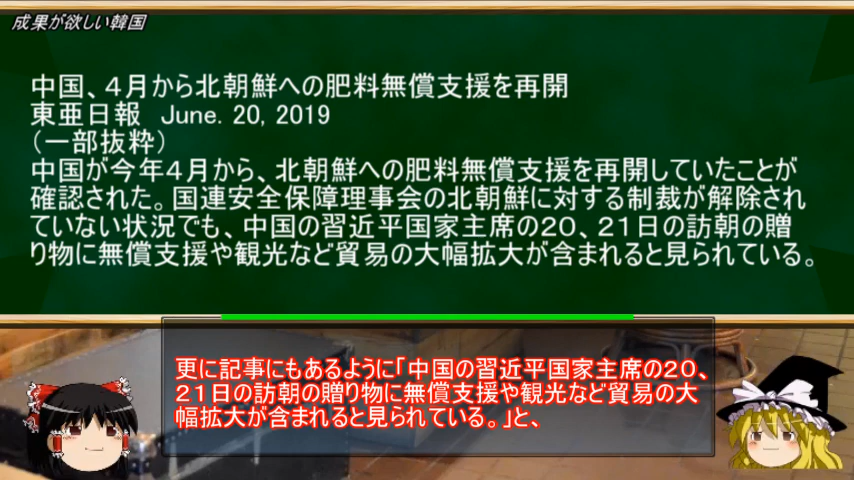 成果が欲しい韓国
中国、４月から北朝鮮への肥料無償支援を再開
東亜日報　June. 20, 2019
（一部抜粋）
中国が今年４月から、北朝鮮への肥料無償支援を再開していたことが
確認された。国連安全保障理事会の北朝鮮に対する制裁が解除され
ていない状況でも、中国の習近平国家主席の２０、２１日の訪朝の贈
り物に無償支援や観光など貿易の大幅拡大が含まれると見られている。
更に記事にもあるように「中国の習近平国家主席の２０、
２１日の訪朝の贈り物に無償支援や観光など貿易の大
幅拡大が含まれると見られている。」と、